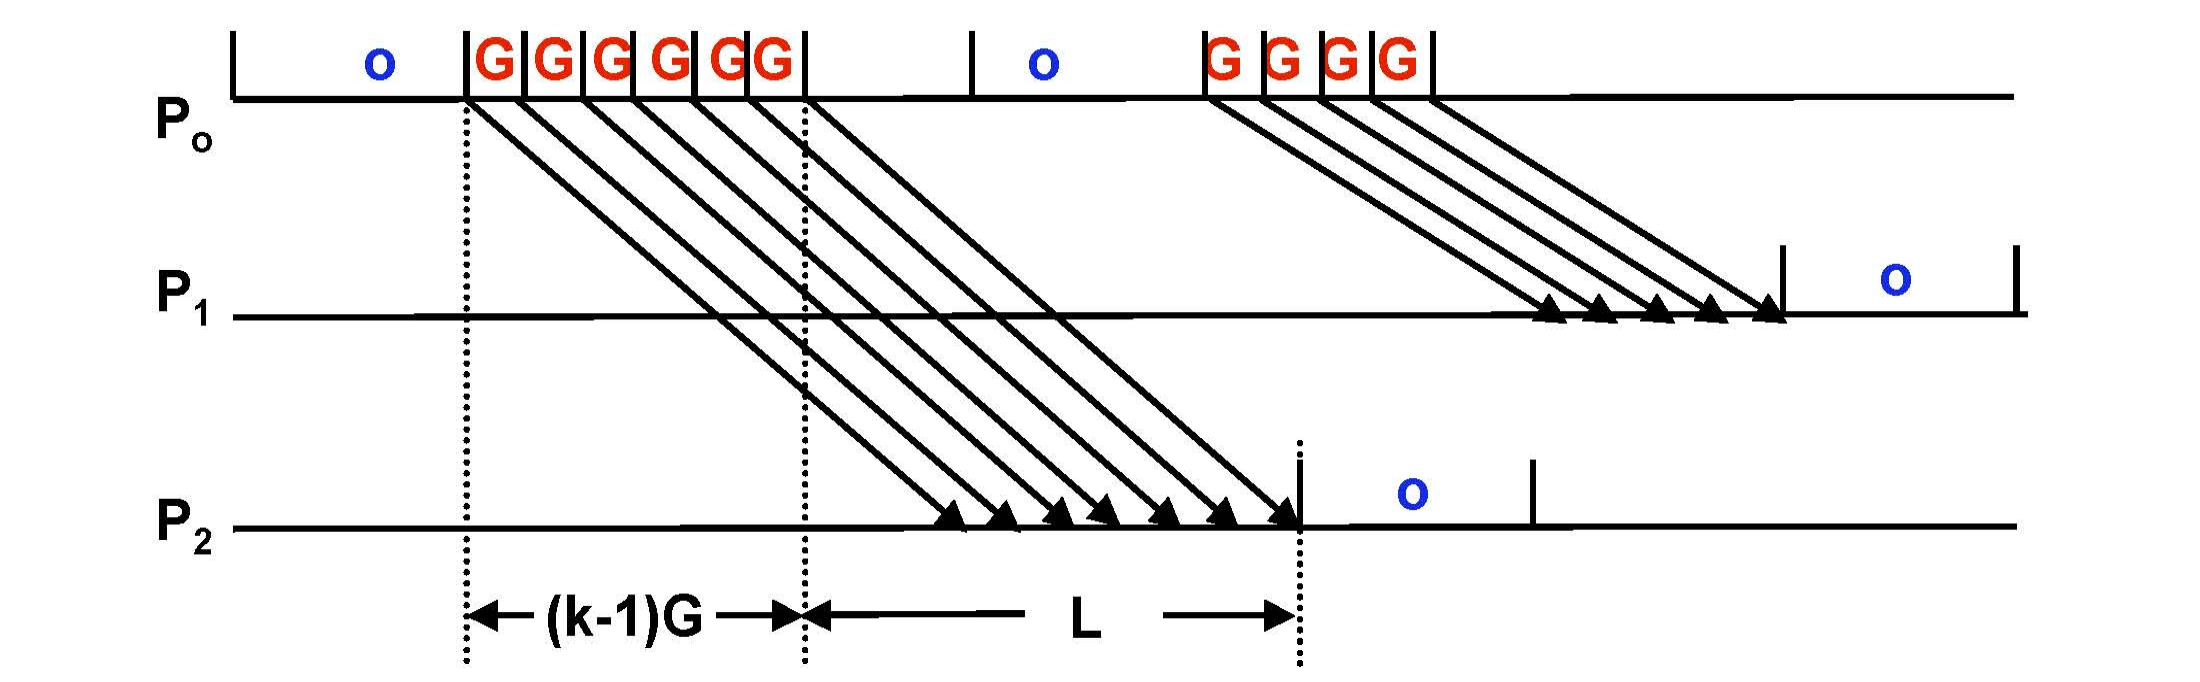 o G G G G G G o G G G G
Po
P1 o
P2 o
(k-1)G L